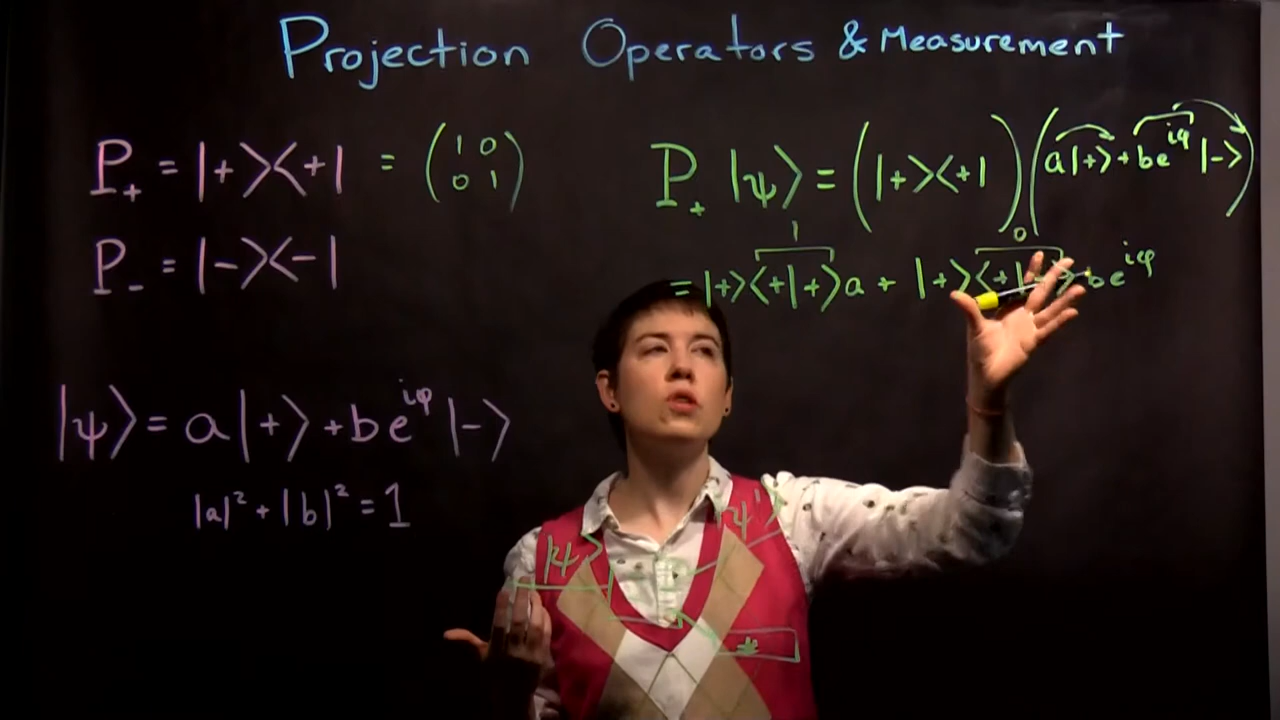 Projection Operators & Measurement
P₊ = |+><+| = (1 0
0 1)
P₋ = |-><-|
|ψ> = a|+> + be^{iφ} |->
|a|² + |b|² = 1
P₊ |ψ> = (|+><+|)(a|+> + be^{iφ} |->)
1 0
= |+><+|+>a + |+><+|->be^{iφ}
|ψ> |ψ'>
*